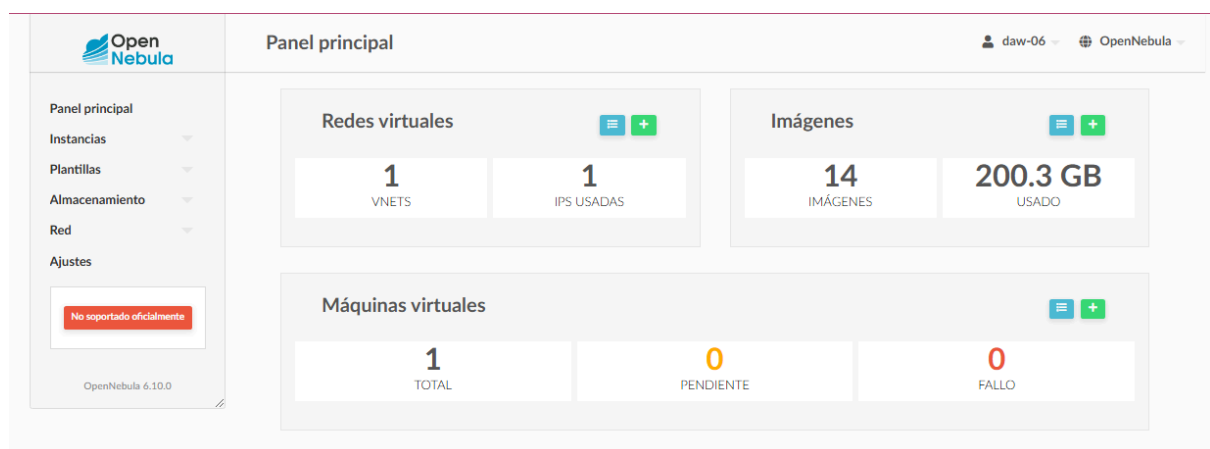 Open
Nebula
Panel principal
daw-06
OpenNebula
Panel principal
Instancias
Plantillas
Almacenamiento
Red
Ajustes
No soportado oficialmente
OpenNebula 6.10.0
Redes virtuales
1
VNETS
1
IPS USADAS
Imágenes
14
IMÁGENES
200.3 GB
USADO
Máquinas virtuales
1
TOTAL
0
PENDIENTE
0
FALLO